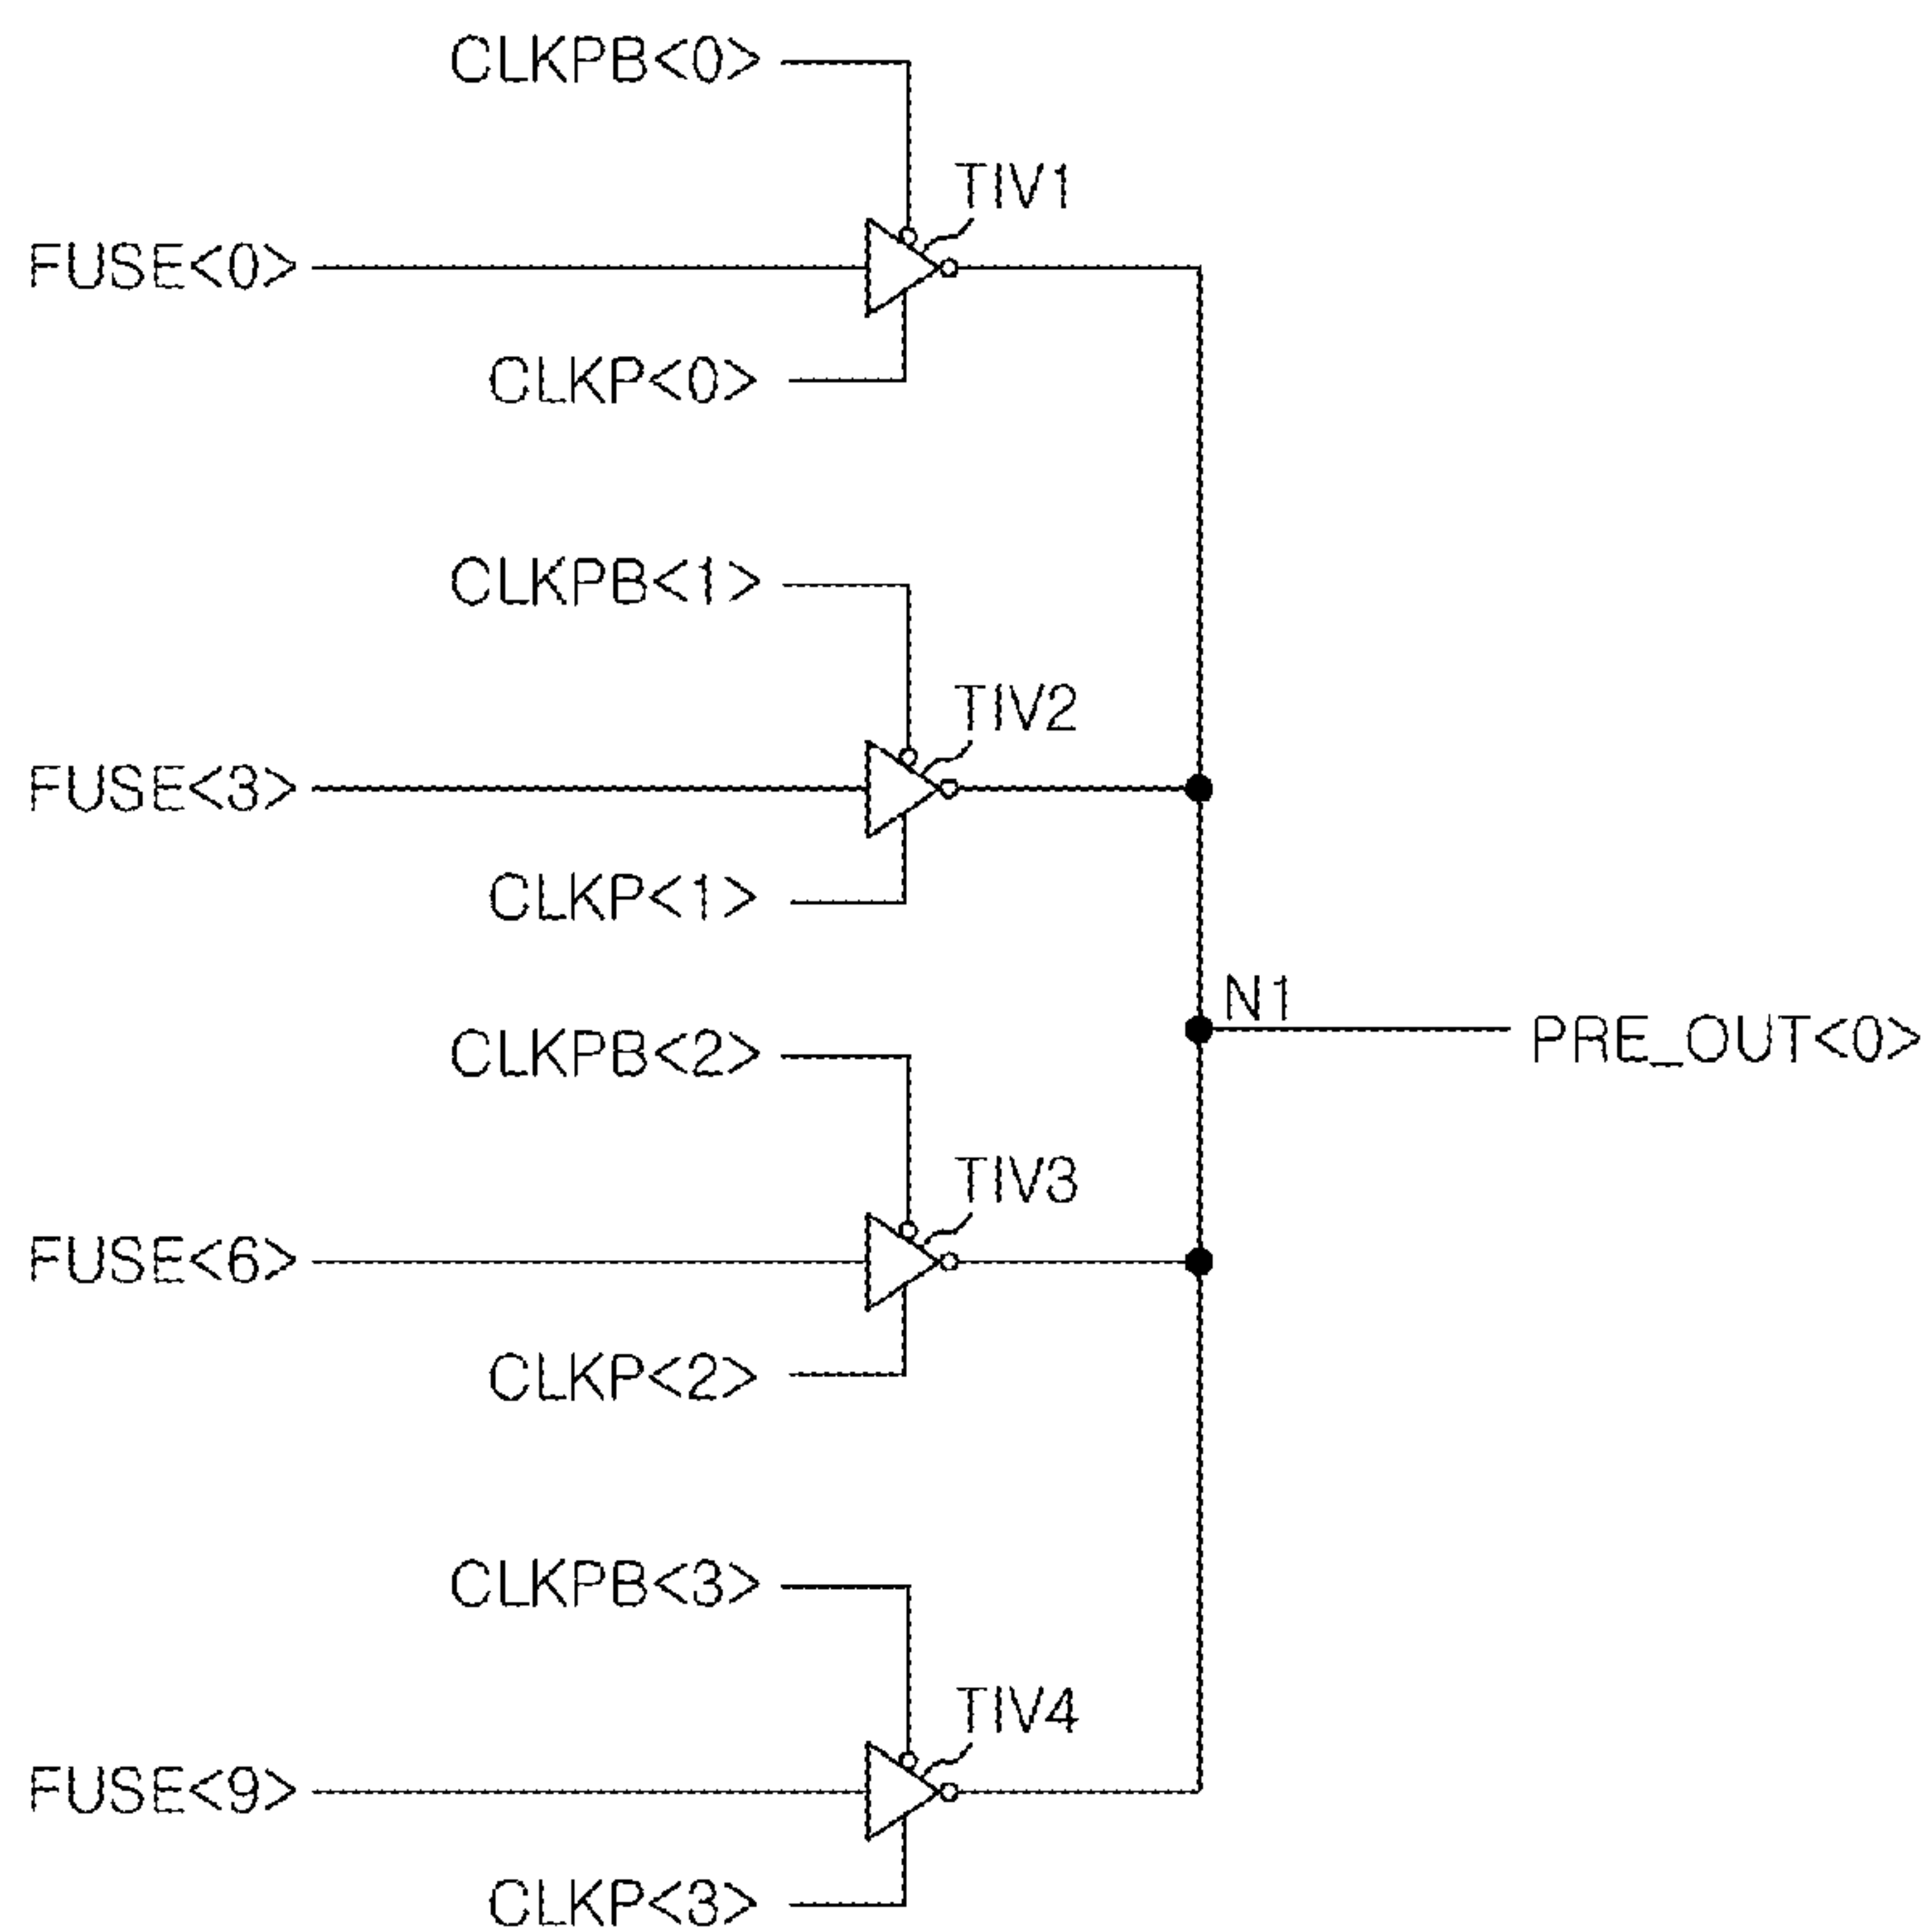 CLKPB<0>
TIV1
FUSE<0>
CLKP<0>
CLKPB<1>
TIV2
FUSE<3>
CLKP<1>
N1
PRE_OUT<0>
CLKPB<2>
TIV3
FUSE<6>
CLKP<2>
CLKPB<3>
TIV4
FUSE<9>
CLKP<3>